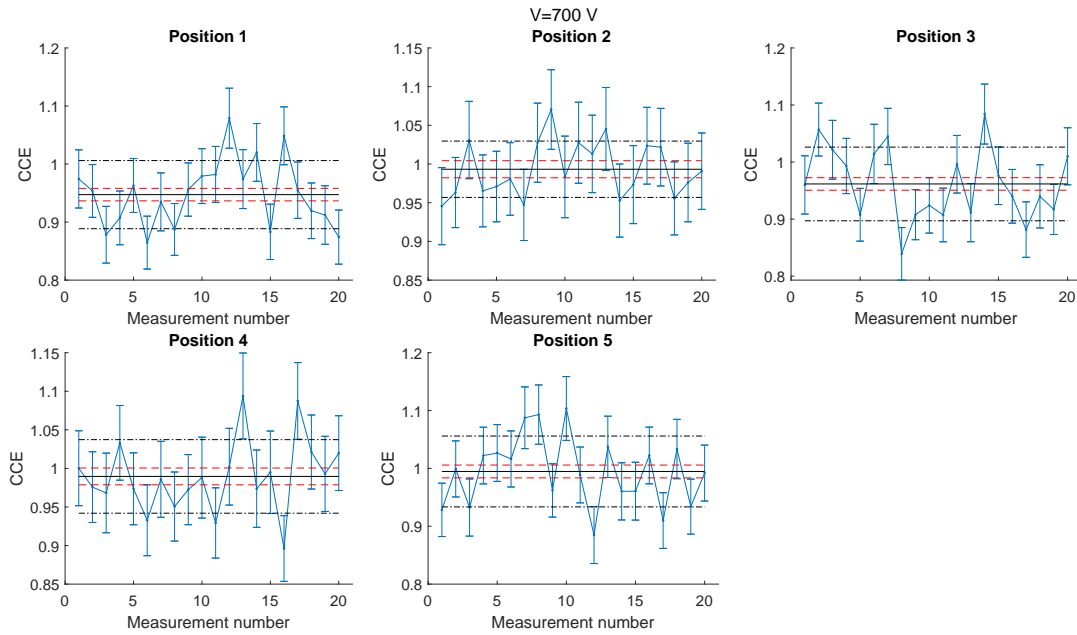 V=700 V
Position 1
1.2
1.1
1
0.9
0.8
CCE
0 5 10 15 20
Measurement number
Position 2
1.15
1.1
1.05
1
0.95
0.9
0.85
CCE
0 5 10 15 20
Measurement number
Position 3
1.2
1.1
1
0.9
0.8
CCE
0 5 10 15 20
Measurement number
Position 4
1.15
1.1
1.05
1
0.95
0.9
0.85
CCE
0 5 10 15 20
Measurement number
Position 5
1.2
1.1
1
0.9
0.8
CCE
0 5 10 15 20
Measurement number